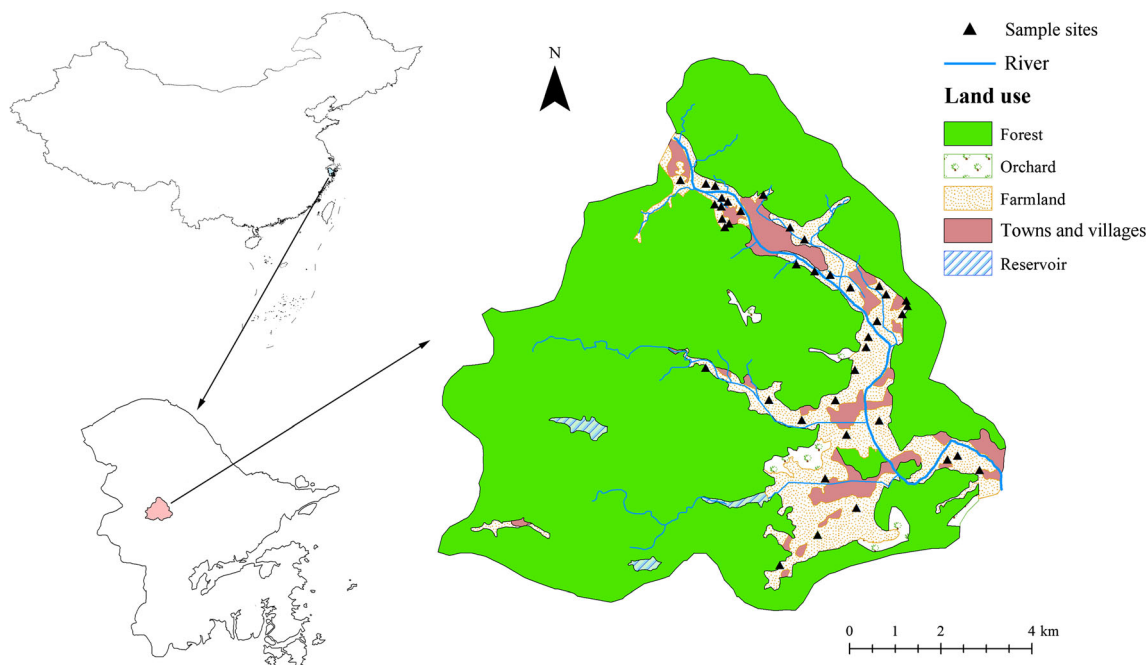 N
Sample sites
River
Land use
Forest
Orchard
Farmland
Towns and villages
Reservoir
0 1 2 4 km